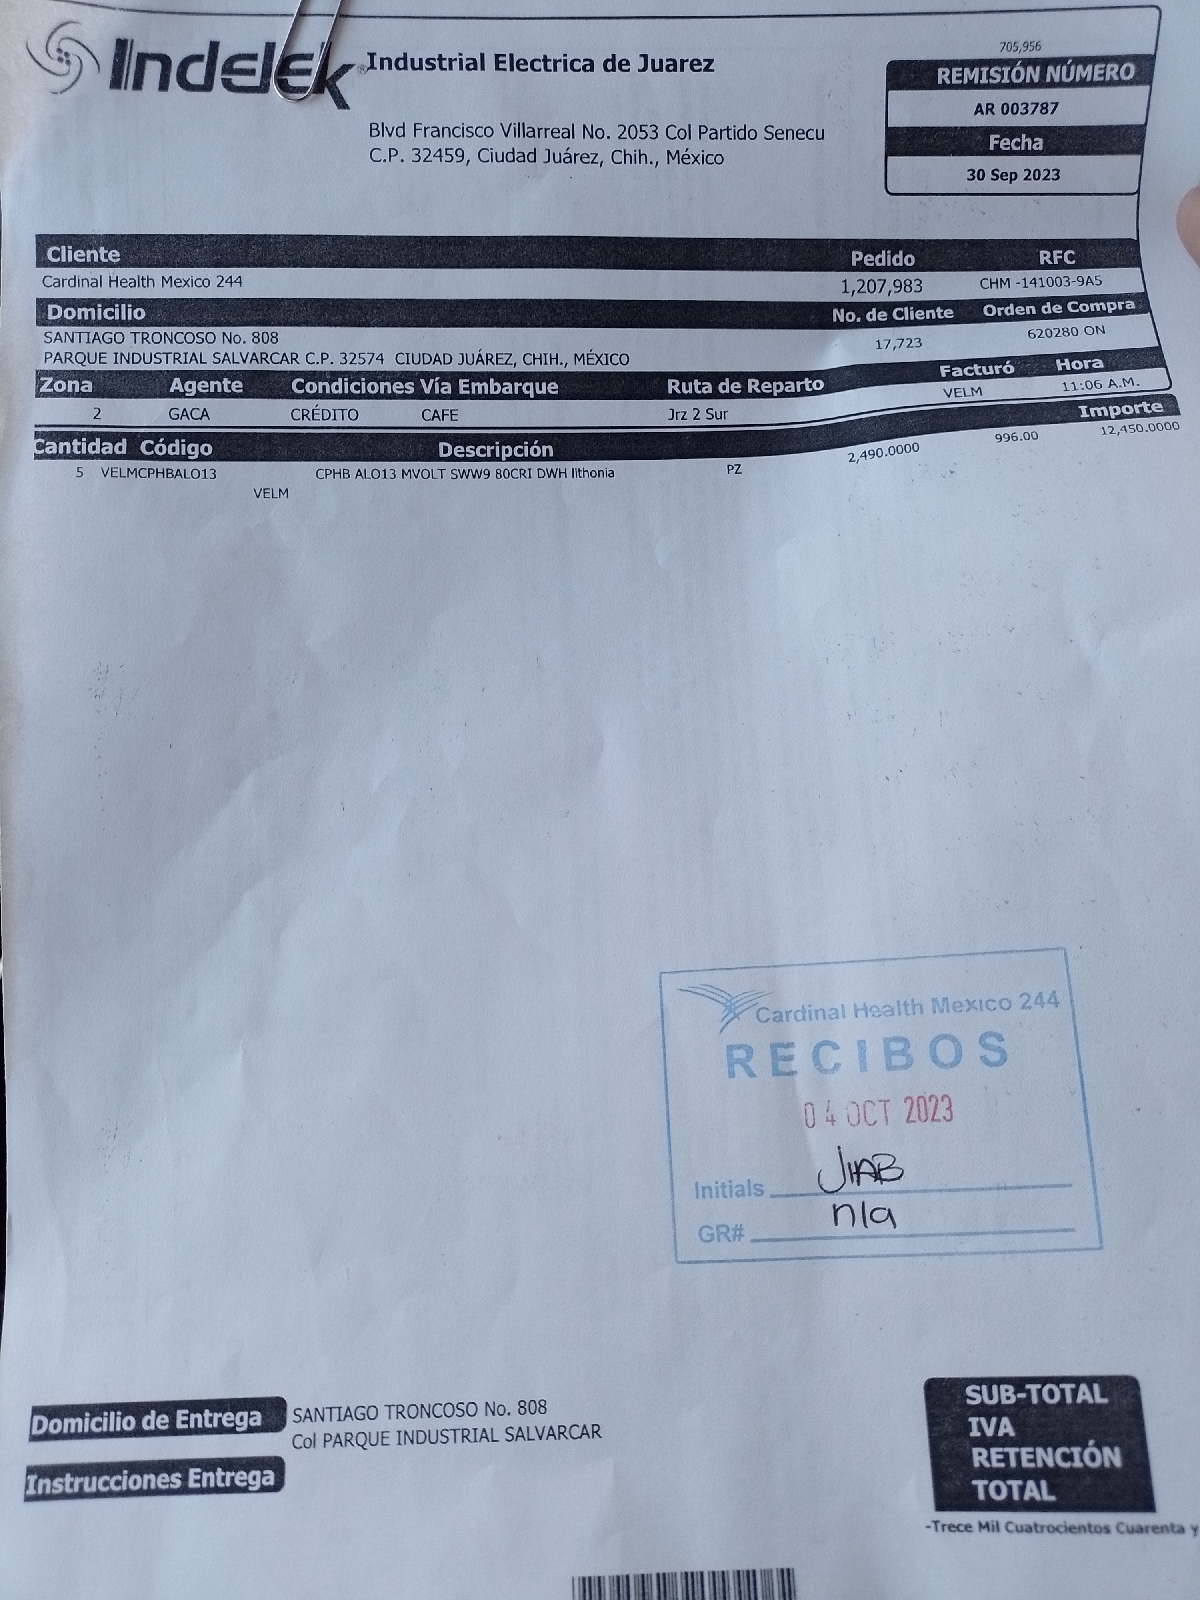 Indelek
Industrial Electrica de Juarez
Blvd Francisco Villarreal No. 2053 Col Partido Senecu
C.P. 32459, Ciudad Juárez, Chih., México
705,956
REMISIÓN NÚMERO
AR 003787
Fecha
30 Sep 2023
Cliente Pedido RFC
Cardinal Health Mexico 244 1,207,983 CHM -141003-9A5
Domicilio No. de Cliente Orden de Compra
SANTIAGO TRONCOSO No. 808 17,723 620280 ON
PARQUE INDUSTRIAL SALVARCAR C.P. 32574 CIUDAD JUÁREZ, CHIH., MÉXICO
Zona Agente Condiciones Vía Embarque Ruta de Reparto Facturó Hora
2 GACA CRÉDITO CAFE Jrz 2 Sur VELM 11:06 A.M.
Cantidad Código Descripción Importe
5 VELMCPHBALO13 CPHB ALO13 MVOLT SWW9 80CRI DWH lithonia PZ 2,490.0000 996.00 12,450.0000
VELM
Cardinal Health Mexico 244
RECIBOS
04 OCT 2023
Initials JHAB
GR# n/a
Domicilio de Entrega SANTIAGO TRONCOSO No. 808
Col PARQUE INDUSTRIAL SALVARCAR
Instrucciones Entrega
SUB-TOTAL
IVA
RETENCIÓN
TOTAL
-Trece Mil Cuatrocientos Cuarenta y